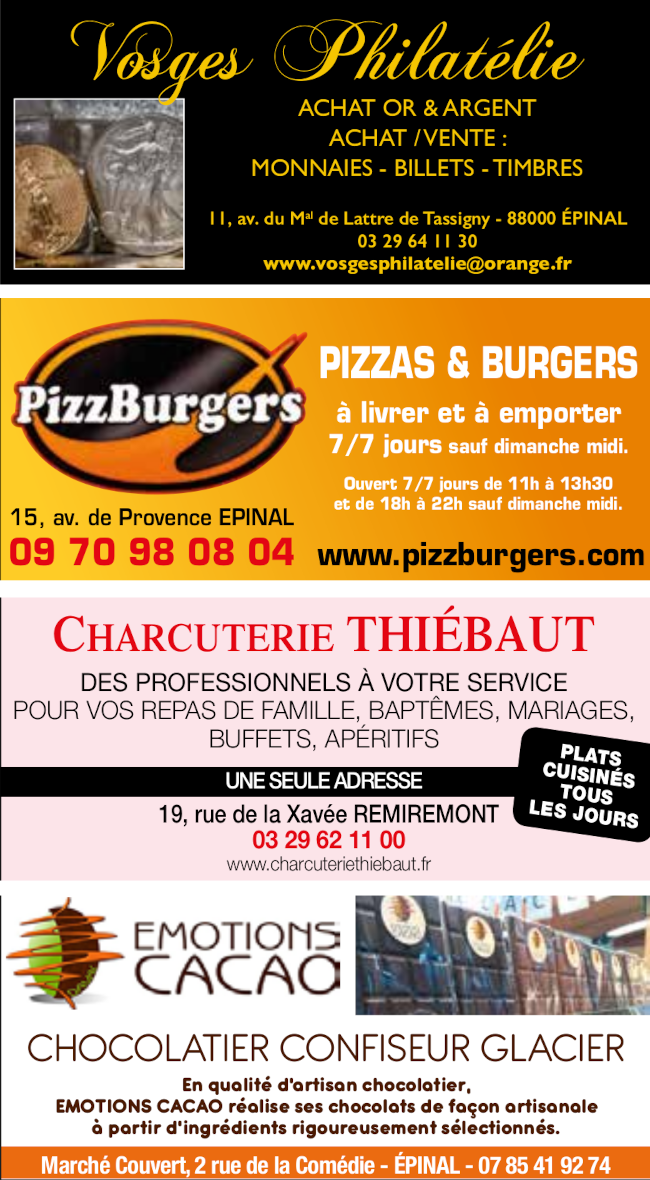 Vosges Philatélie
ACHAT OR & ARGENT
ACHAT / VENTE :
MONNAIES - BILLETS - TIMBRES
11, av. du Mal de Lattre de Tassigny - 88000 ÉPINAL
03 29 64 11 30
www.vosgesphilatelie@orange.fr
PizzBurgers
PIZZAS & BURGERS
à livrer et à emporter
7/7 jours sauf dimanche midi.
Ouvert 7/7 jours de 11h à 13h30
et de 18h à 22h sauf dimanche midi.
15, av. de Provence EPINAL
09 70 98 08 04
www.pizzburgers.com
CHARCUTERIE THIÉBAUT
DES PROFESSIONNELS À VOTRE SERVICE
POUR VOS REPAS DE FAMILLE, BAPTÊMES, MARIAGES,
BUFFETS, APÉRITIFS
PLATS
CUISINÉS
TOUS
LES JOURS
UNE SEULE ADRESSE
19, rue de la Xavée REMIREMONT
03 29 62 11 00
www.charcuteriethiebaut.fr
EMOTIONS
CACAO
CHOCOLATIER CONFISEUR GLACIER
En qualité d'artisan chocolatier,
EMOTIONS CACAO réalise ses chocolats de façon artisanale
à partir d'ingrédients rigoureusement sélectionnés.
Marché Couvert, 2 rue de la Comédie - ÉPINAL - 07 85 41 92 74